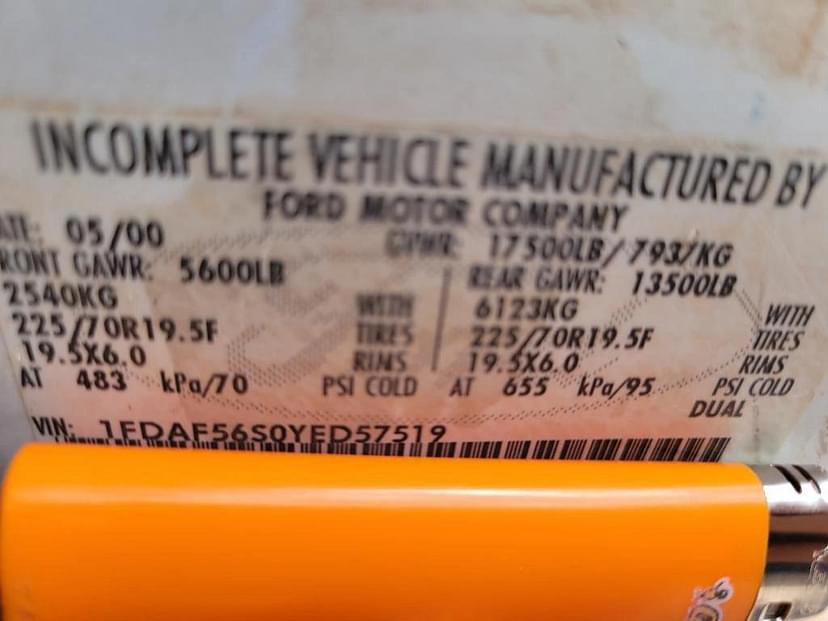 INCOMPLETE VEHICLE MANUFACTURED BY
FORD MOTOR COMPANY
ATE: 05/00 GVWR: 17500LB/7937KG
RONT GAWR: 5600LB REAR GAWR: 13500LB
2540KG WITH 6123KG WITH
225/70R19.5F TIRES 225/70R19.5F TIRES
19.5X6.0 RIMS 19.5X6.0 RIMS
AT 483 kPa/70 PSI COLD AT 655 kPa/95 PSI COLD
DUAL
VIN: 1FDAF56S0YED57519